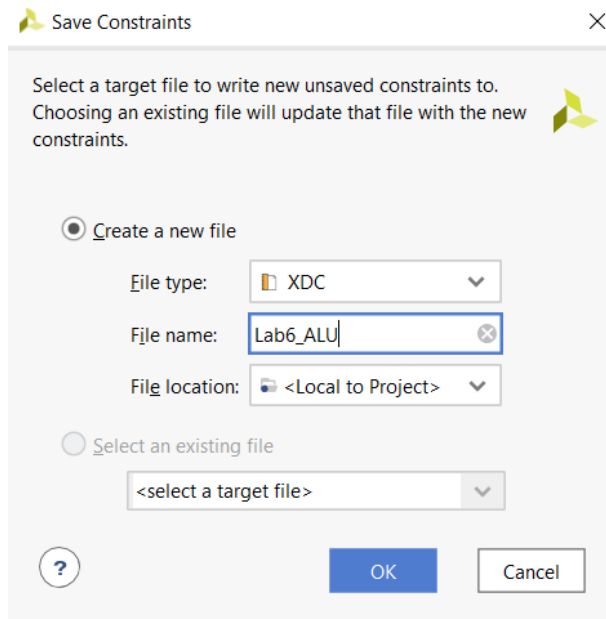 Save Constraints
Select a target file to write new unsaved constraints to.
Choosing an existing file will update that file with the new
constraints.
Create a new file
File type: XDC
File name: Lab6_ALU
File location: <Local to Project>
Select an existing file
<select a target file>
? OK Cancel